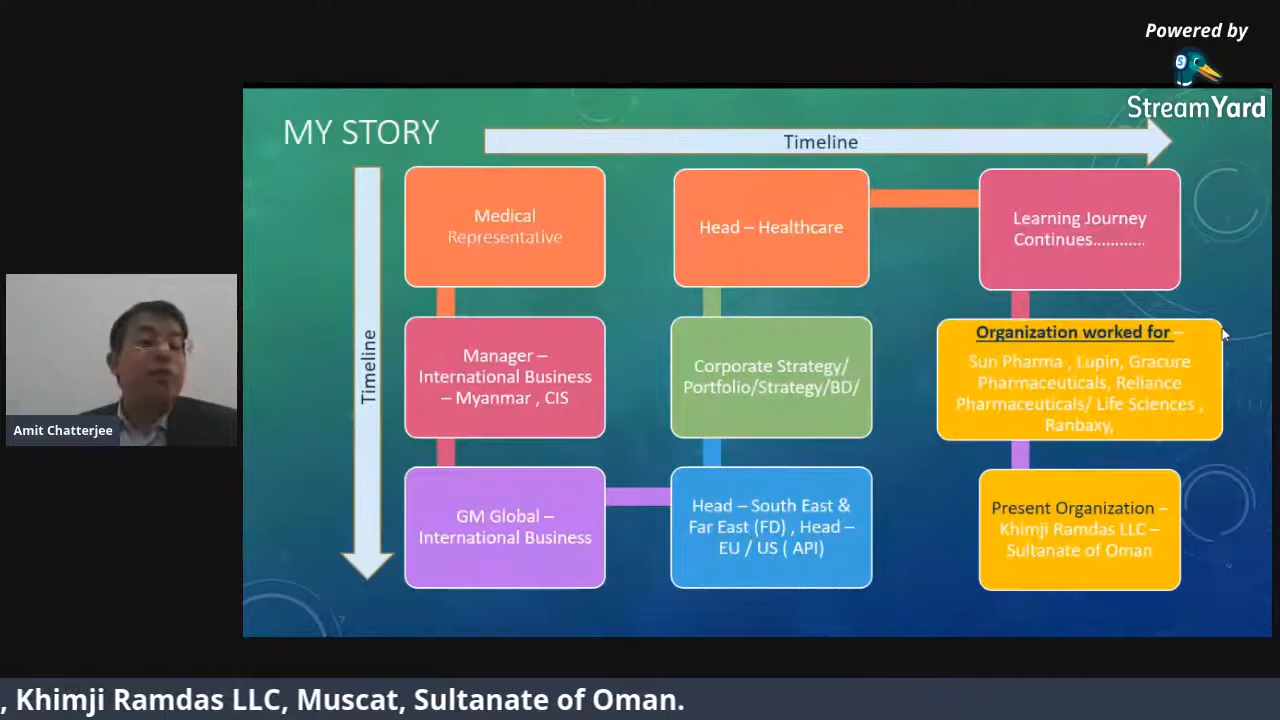 Powered by
StreamYard
MY STORY
Timeline
Timeline
Medical
Representative
Manager –
International Business
– Myanmar , CIS
GM Global –
International Business
Head – Healthcare
Corporate Strategy/
Portfolio/Strategy/BD/
Head – South East &
Far East (FD) , Head –
EU / US ( API)
Learning Journey
Continues…………
Organization worked for –
Sun Pharma , Lupin, Gracure
Pharmaceuticals, Reliance
Pharmaceuticals/ Life Sciences ,
Ranbaxy,
Present Organization –
Khimji Ramdas LLC –
Sultanate of Oman
Amit Chatterjee
, Khimji Ramdas LLC, Muscat, Sultanate of Oman.